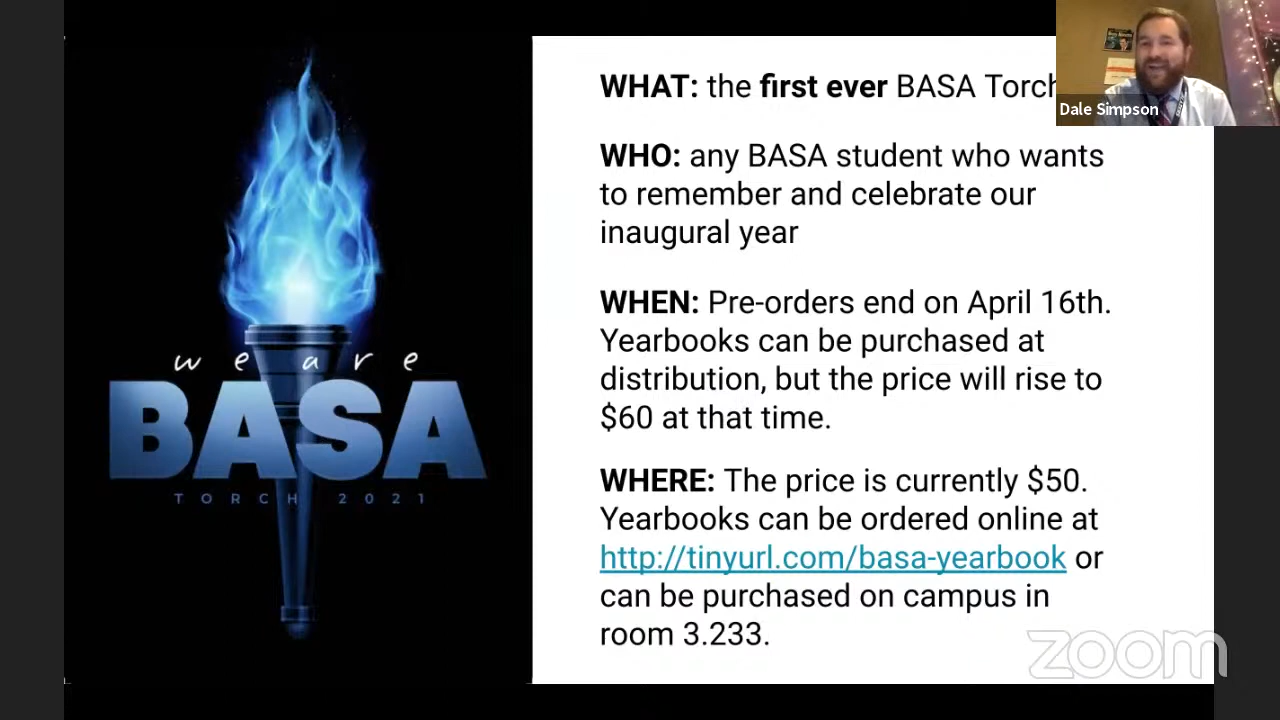 WHAT: the first ever BASA Torch
Dale Simpson
WHO: any BASA student who wants
to remember and celebrate our
inaugural year
WHEN: Pre-orders end on April 16th.
Yearbooks can be purchased at
distribution, but the price will rise to
$60 at that time.
WHERE: The price is currently $50.
Yearbooks can be ordered online at
http://tinyurl.com/basa-yearbook or
can be purchased on campus in
room 3.233.
we are
BASA
TORCH 2021
zoom